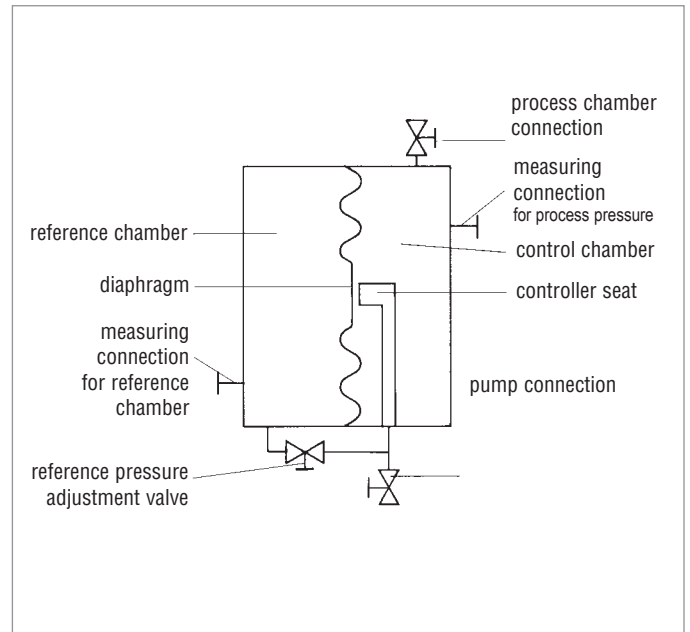 process chamber
connection
measuring
connection
for process pressure
reference chamber
control chamber
diaphragm
controller seat
measuring
connection
for reference
chamber
pump connection
reference pressure
adjustment valve